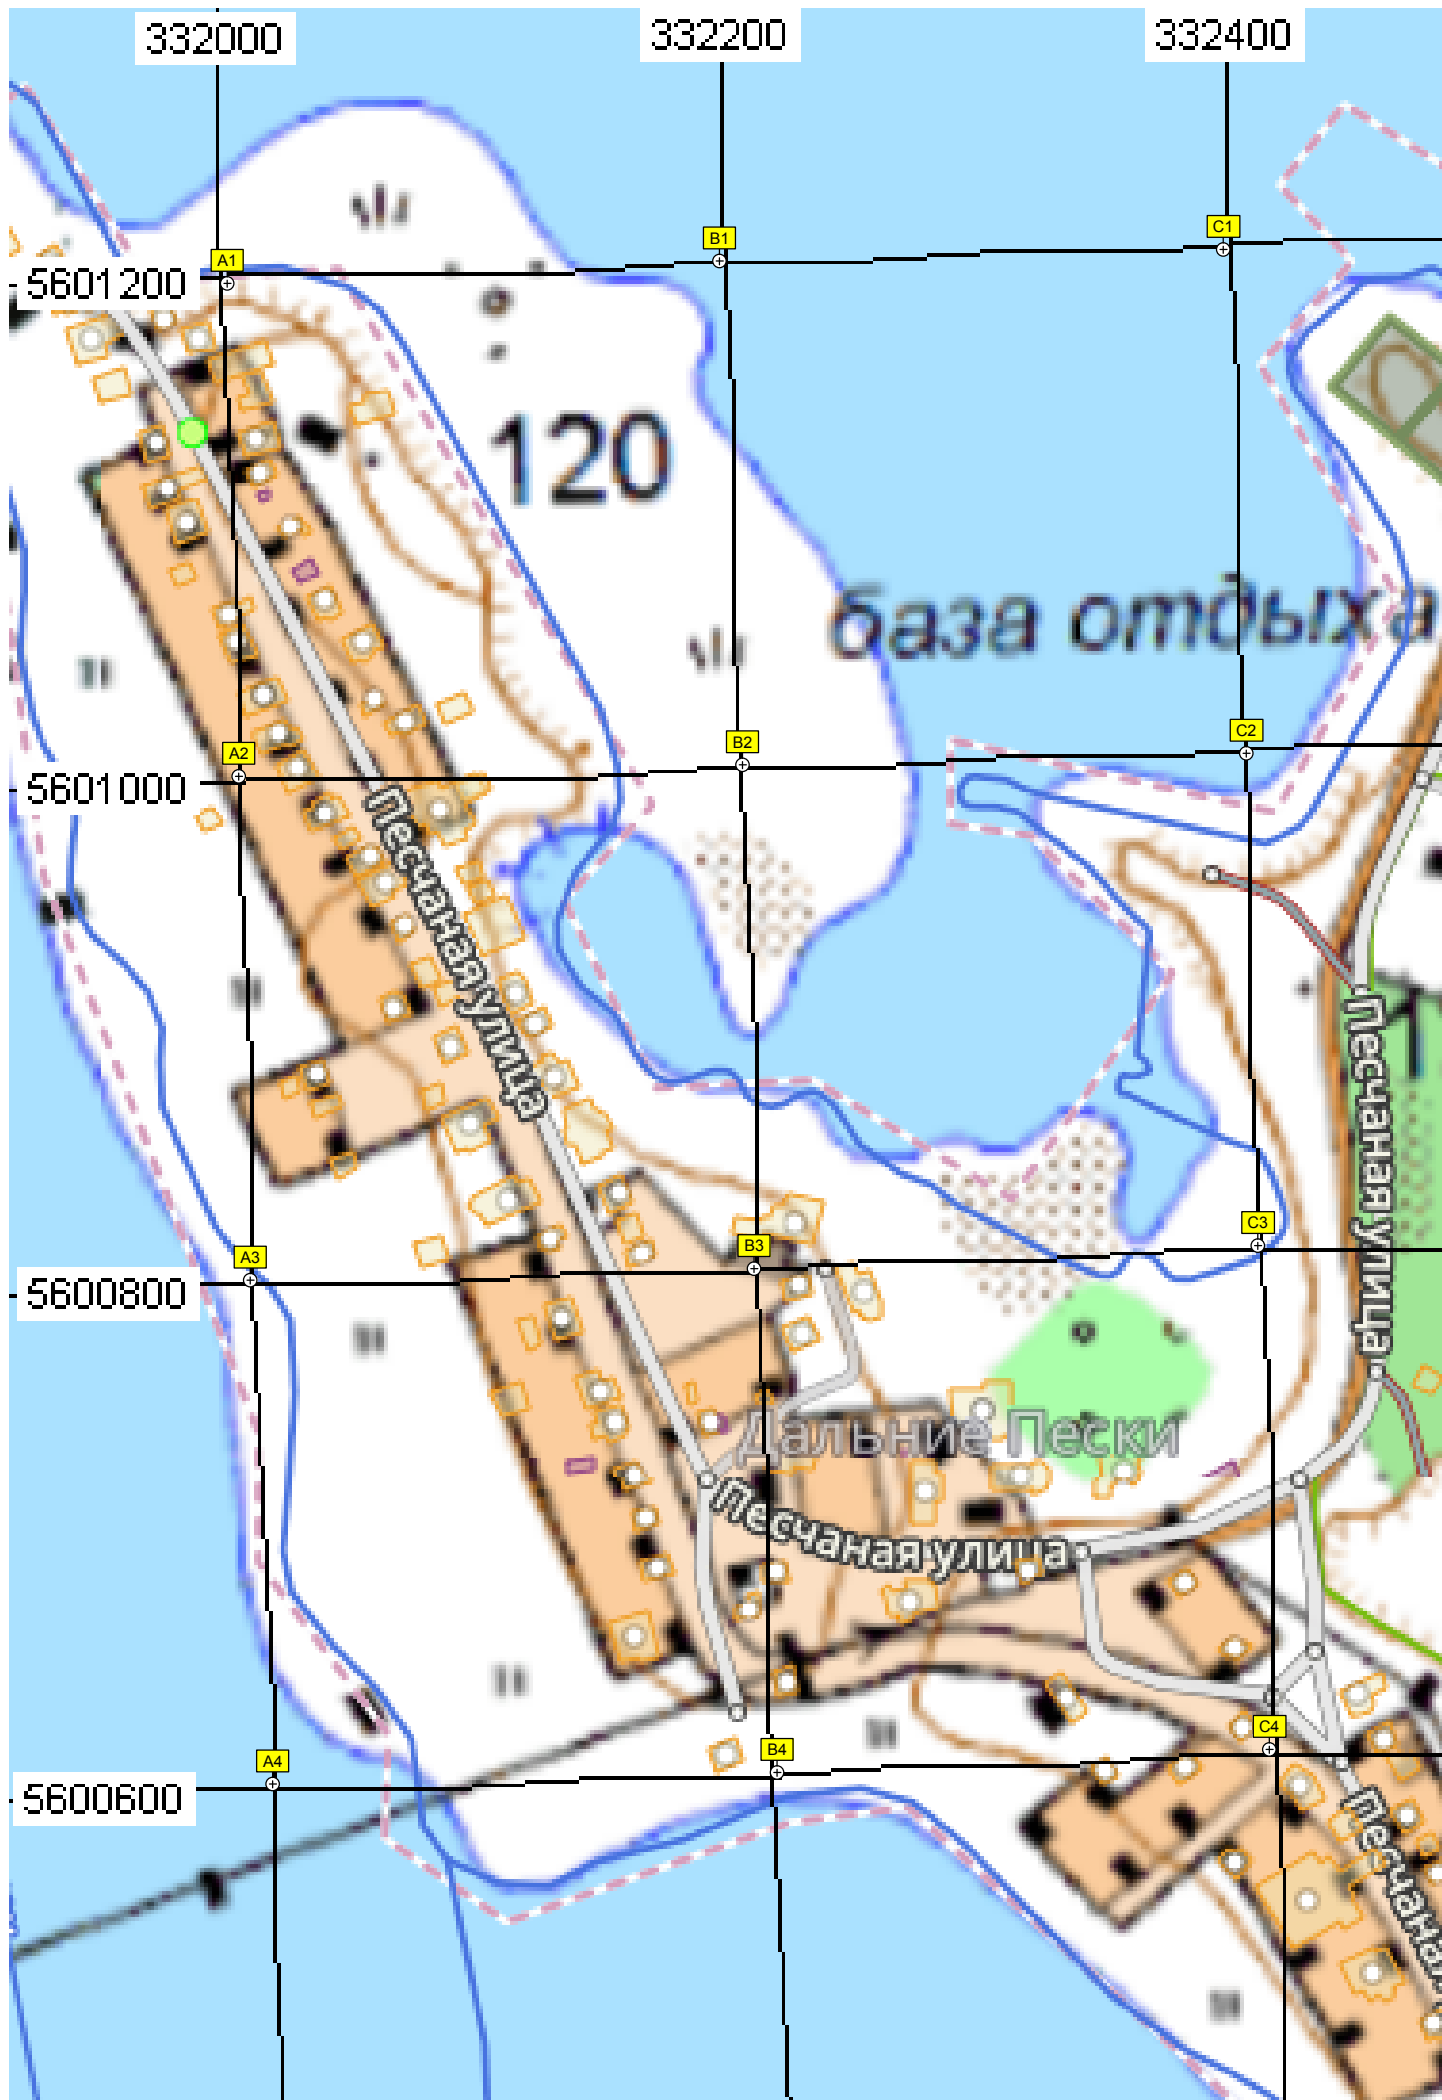 332000
332200
332400
A1
B1
C1
5601200
120
база отдыха
A2
B2
C2
5601000
Песчаная улица
Песчаная улица
A3
B3
C3
5600800
Дальние Пески
Песчаная улица
A4
B4
C4
5600600
Песчаная